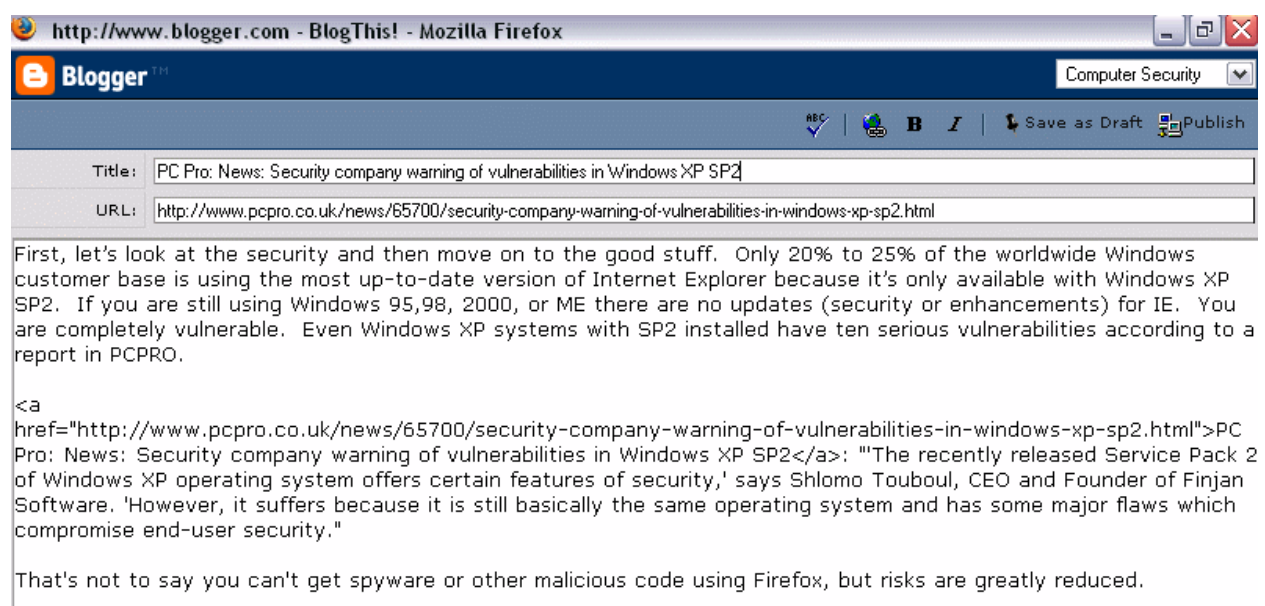 http://www.blogger.com - BlogThis! - Mozilla Firefox
Blogger™
Computer Security
ABC | B I | Save as Draft Publish
Title: PC Pro: News: Security company warning of vulnerabilities in Windows XP SP2
URL: http://www.pcpro.co.uk/news/65700/security-company-warning-of-vulnerabilities-in-windows-xp-sp2.html
First, let's look at the security and then move on to the good stuff.  Only 20% to 25% of the worldwide Windows
customer base is using the most up-to-date version of Internet Explorer because it's only available with Windows XP
SP2.  If you are still using Windows 95,98, 2000, or ME there are no updates (security or enhancements) for IE.  You
are completely vulnerable.  Even Windows XP systems with SP2 installed have ten serious vulnerabilities according to a
report in PCPRO.
<a
href="http://www.pcpro.co.uk/news/65700/security-company-warning-of-vulnerabilities-in-windows-xp-sp2.html">PC
Pro: News: Security company warning of vulnerabilities in Windows XP SP2</a>: "'The recently released Service Pack 2
of Windows XP operating system offers certain features of security,' says Shlomo Touboul, CEO and Founder of Finjan
Software. 'However, it suffers because it is still basically the same operating system and has some major flaws which
compromise end-user security."
That's not to say you can't get spyware or other malicious code using Firefox, but risks are greatly reduced.